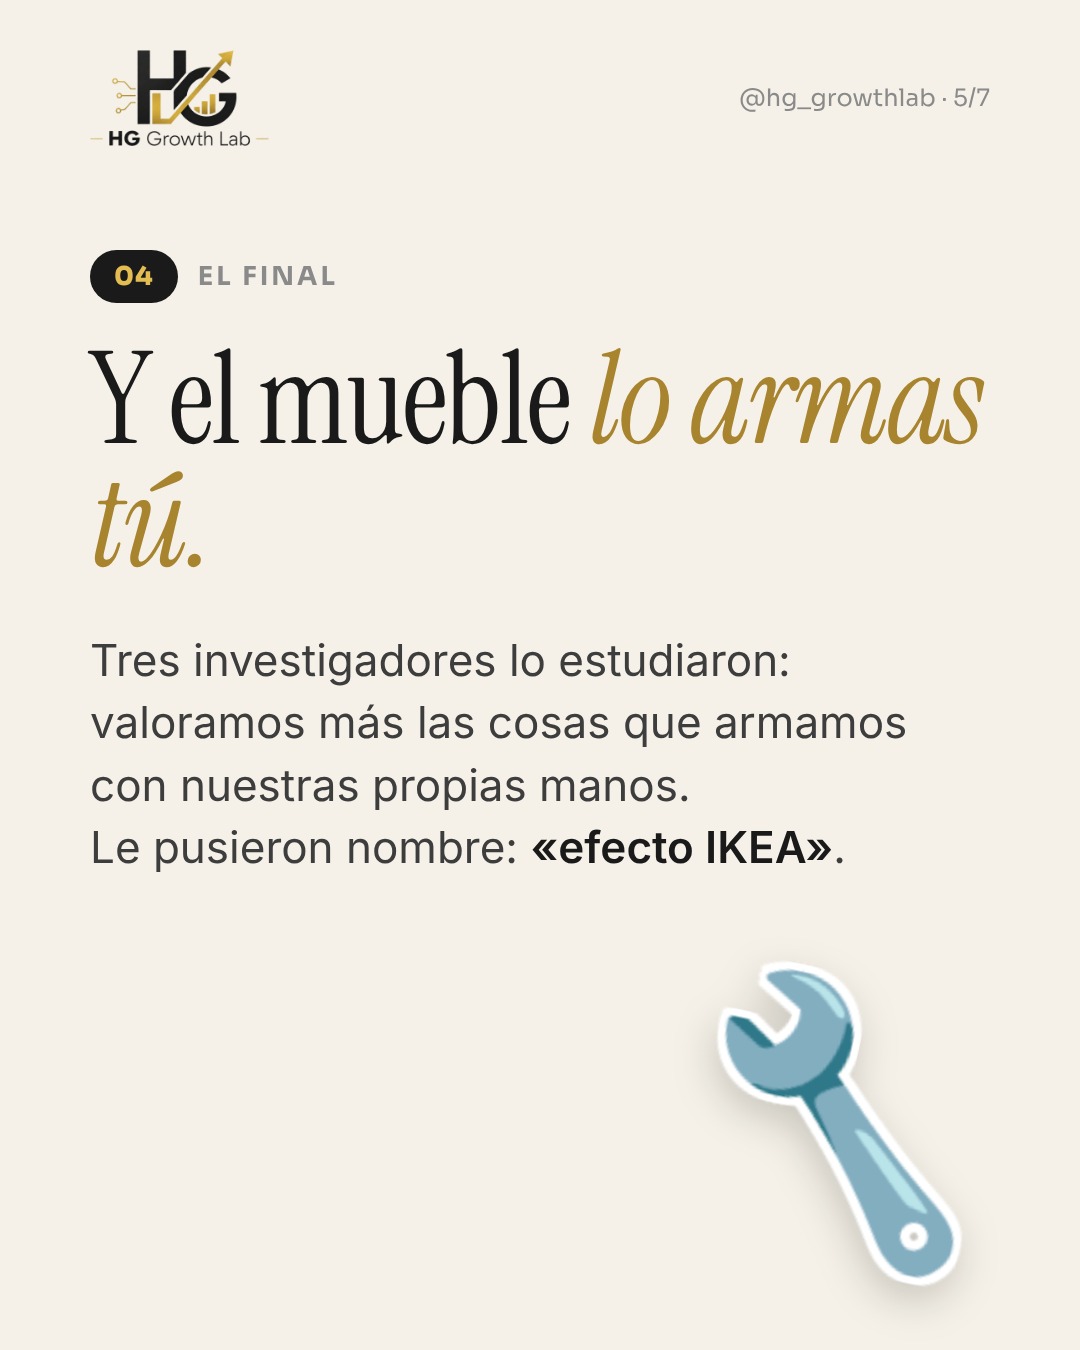 HG
HG Growth Lab
@hg_growthlab · 5/7
04 EL FINAL
Y el mueble lo armas
tú.
Tres investigadores lo estudiaron:
valoramos más las cosas que armamos
con nuestras propias manos.
Le pusieron nombre: «efecto IKEA».